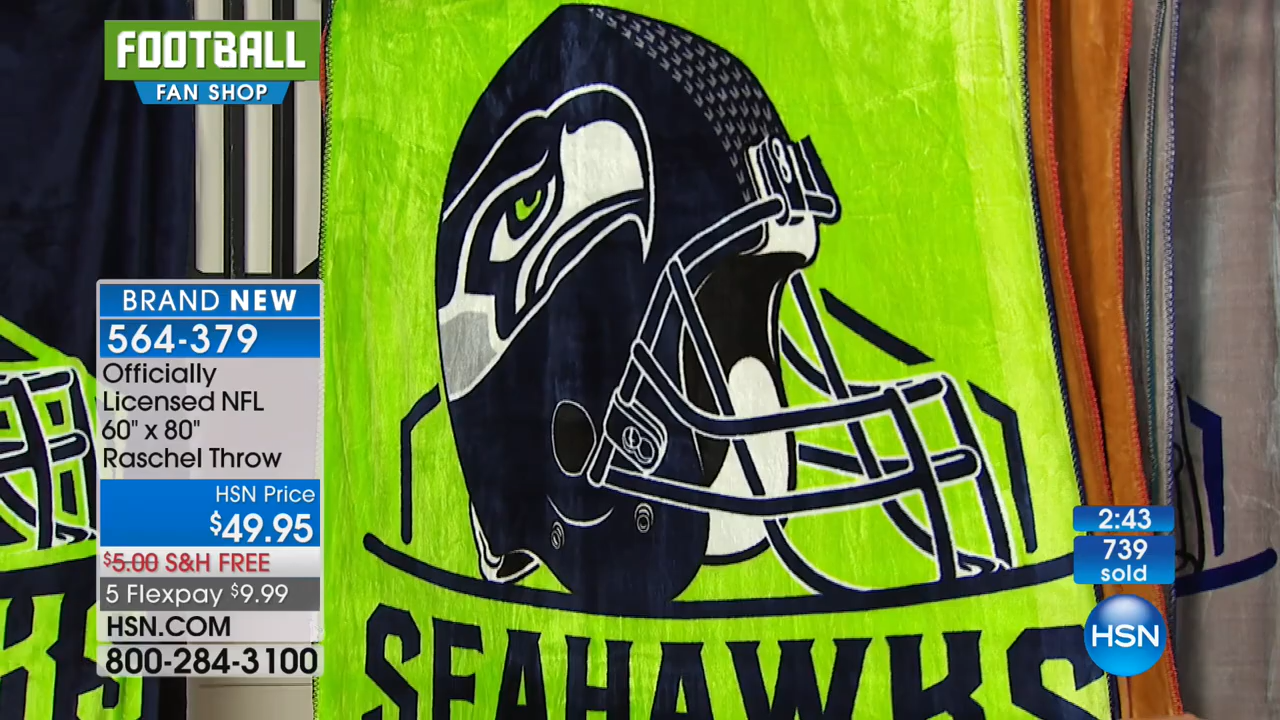 FOOTBALL
FAN SHOP
BRAND NEW
564-379
Officially
Licensed NFL
60" x 80"
Raschel Throw
HSN Price
$49.95
$5.00 S&H FREE
5 Flexpay $9.99
HSN.COM
800-284-3100
8
SEAHAWKS
2:43
739
sold
HSN